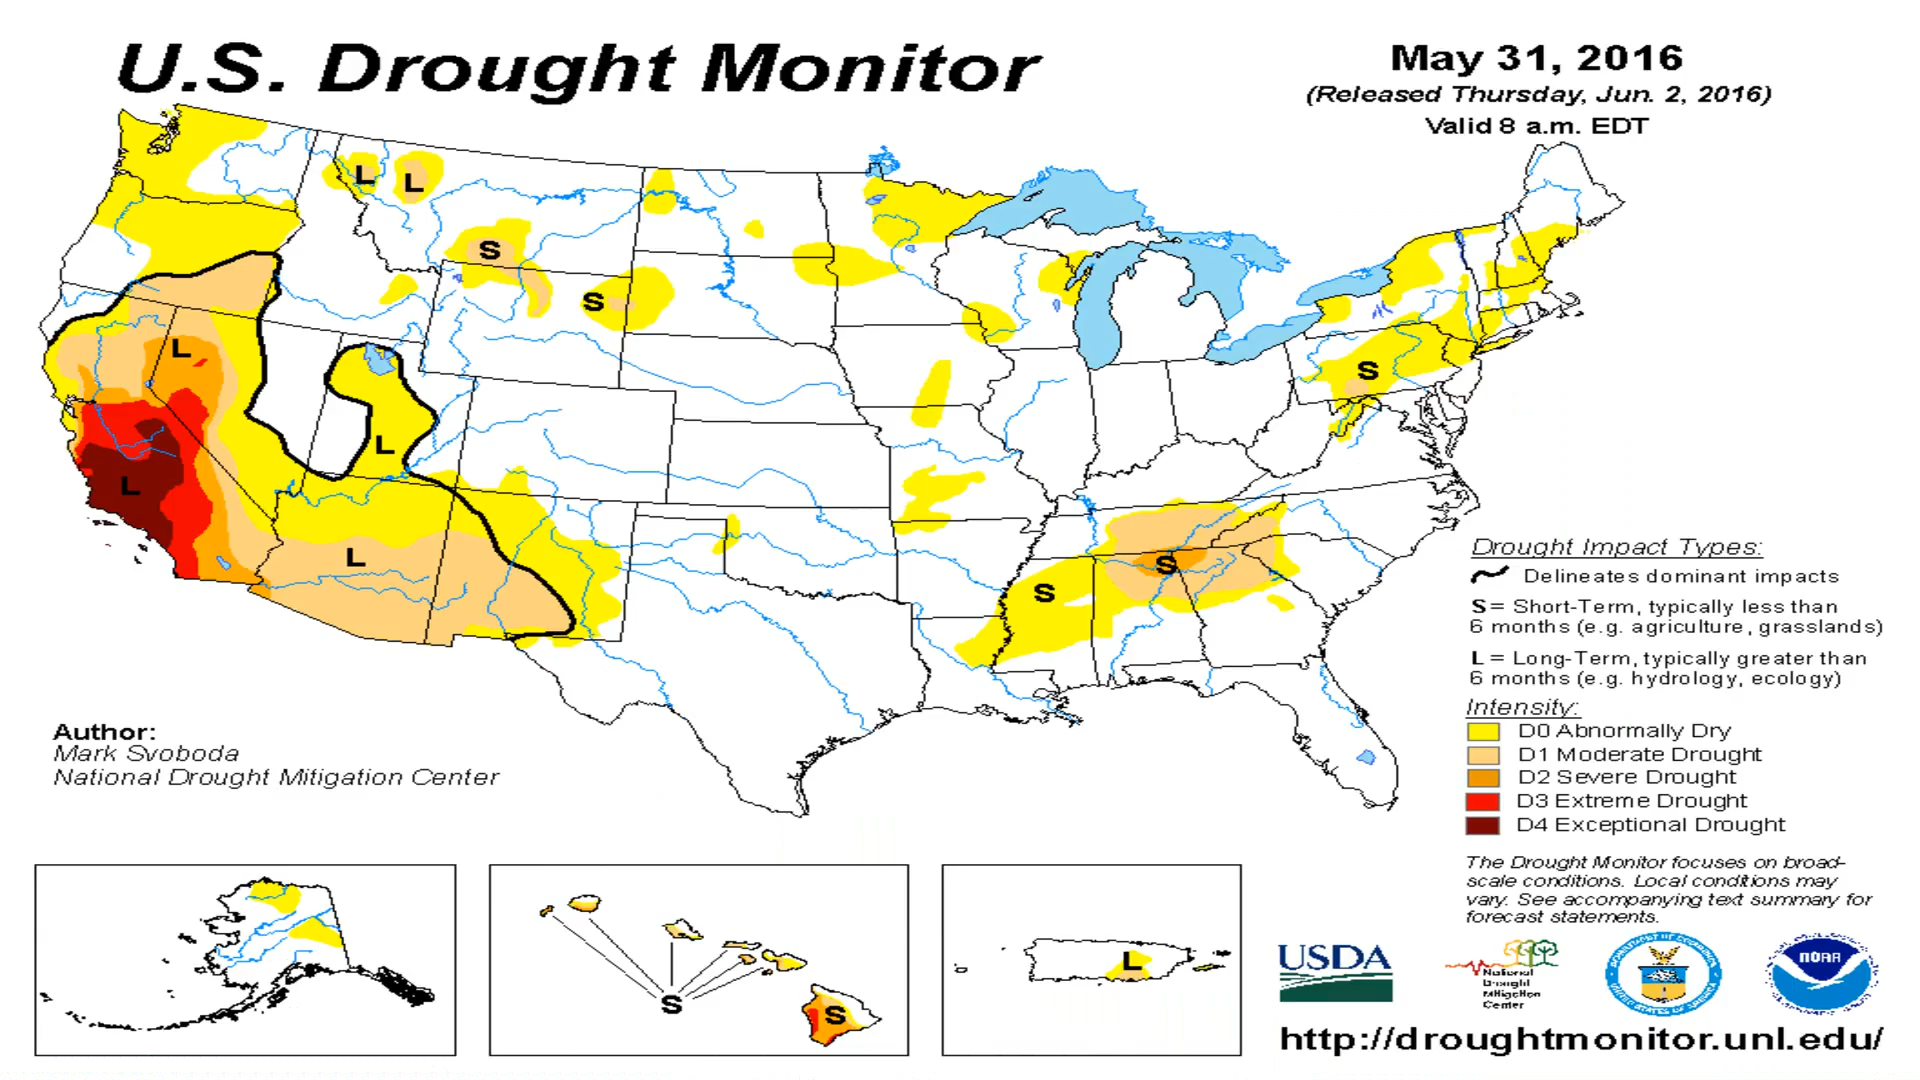 U.S. Drought Monitor
May 31, 2016
(Released Thursday, Jun. 2, 2016)
Valid 8 a.m. EDT
L
L
S
S
L
S
L
L
L
S
S
Drought Impact Types:
Delineates dominant impacts
S = Short-Term, typically less than
6 months (e.g. agriculture, grasslands)
L = Long-Term, typically greater than
6 months (e.g. hydrology, ecology)
Intensity:
D0 Abnormally Dry
D1 Moderate Drought
D2 Severe Drought
D3 Extreme Drought
D4 Exceptional Drought
Author:
Mark Svoboda
National Drought Mitigation Center
The Drought Monitor focuses on broad-
scale conditions. Local conditions may
vary. See accompanying text summary for
forecast statements.
S
S
L
USDA
National
Drought
Mitigation
Center
NOAA
http://droughtmonitor.unl.edu/